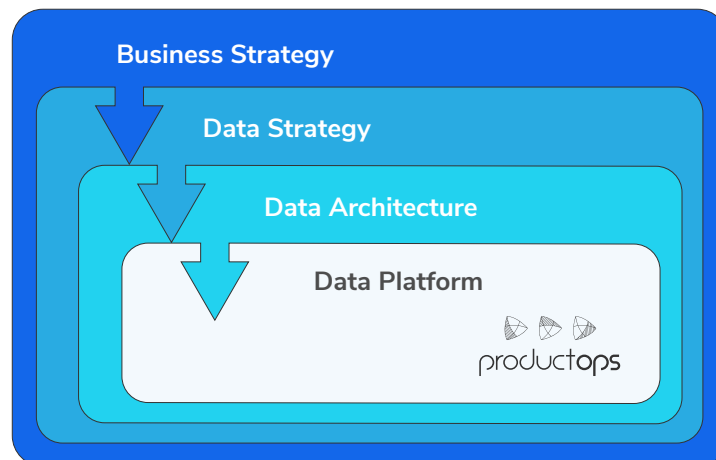 Business Strategy
Data Strategy
Data Architecture
Data Platform
productops